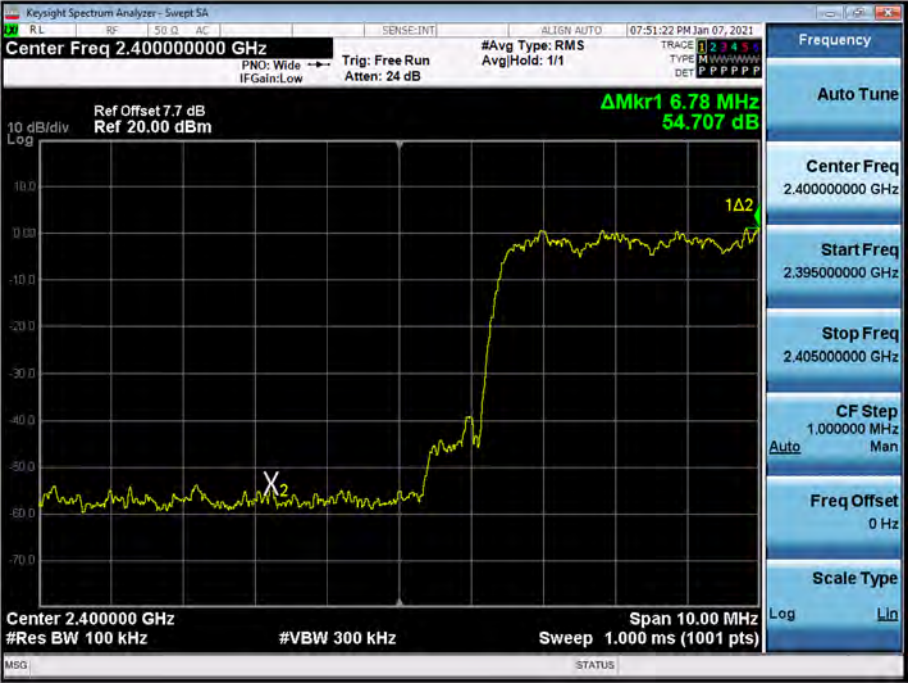 Keysight Spectrum Analyzer - Swept SA
LXI RL RF 50 Ω AC SENSE:INT ALIGN AUTO 07:51:22 PM Jan 07, 2021
Center Freq 2.400000000 GHz
PNO: Wide
IFGain:Low
Trig: Free Run
Atten: 24 dB
#Avg Type: RMS
Avg|Hold: 1/1
TRACE 1 2 3 4 5 6
TYPE M W W W W W
DET P P P P P P
Ref Offset 7.7 dB
Ref 20.00 dBm
ΔMkr1 6.78 MHz
54.707 dB
10 dB/div
Log
10.0
0.00
-10.0
-20.0
-30.0
-40.0
-50.0
-60.0
-70.0
1Δ2
X2
Center 2.400000 GHz
Span 10.00 MHz
#Res BW 100 kHz
#VBW 300 kHz
Sweep 1.000 ms (1001 pts)
MSG
STATUS
Frequency
Auto Tune
Center Freq
2.400000000 GHz
Start Freq
2.395000000 GHz
Stop Freq
2.405000000 GHz
CF Step
1.000000 MHz
Auto Man
Freq Offset
0 Hz
Scale Type
Log Lin